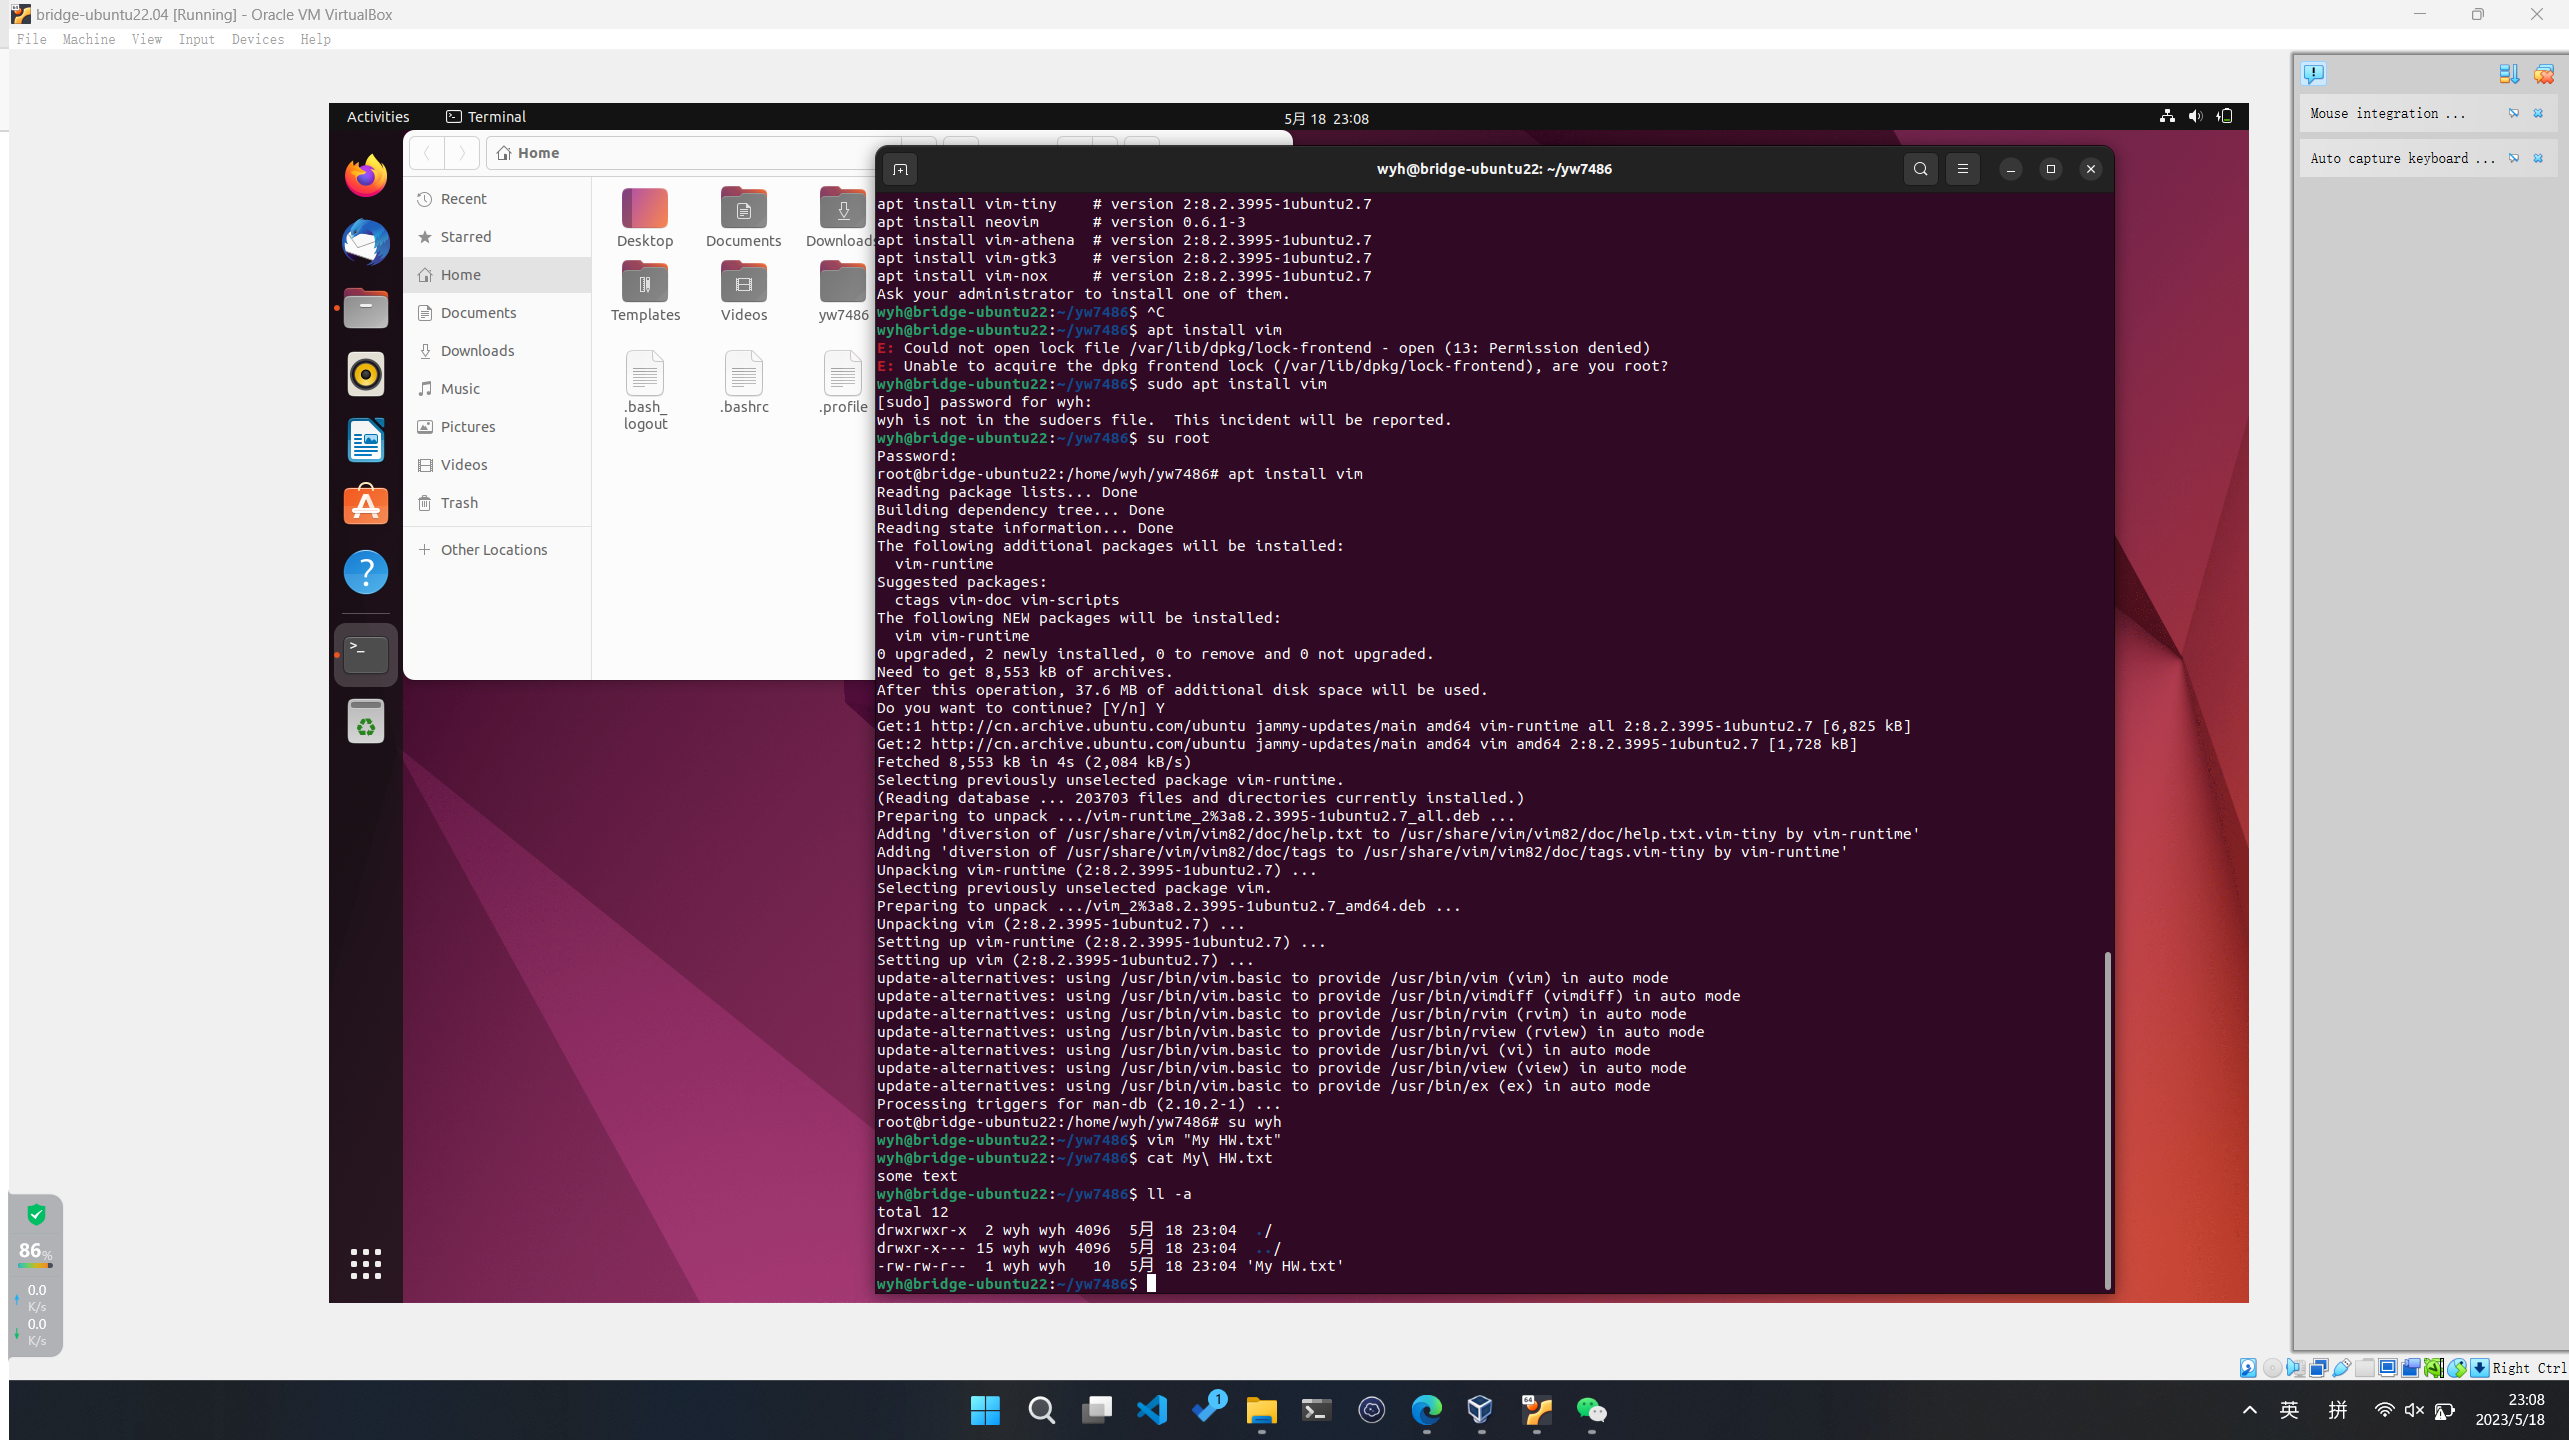 bridge-ubuntu22.04 [Running] - Oracle VM VirtualBox
File Machine View Input Devices Help
Activities
Terminal
5月 18 23:08
Mouse integration ...
Auto capture keyboard ...
Home
Recent
Starred
Home
Documents
Downloads
Music
Pictures
Videos
Trash
Other Locations
Desktop
Documents
Download
Templates
Videos
yw7486
.bash_
logout
.bashrc
.profile
wyh@bridge-ubuntu22: ~/yw7486
apt install vim-tiny    # version 2:8.2.3995-1ubuntu2.7
apt install neovim      # version 0.6.1-3
apt install vim-athena  # version 2:8.2.3995-1ubuntu2.7
apt install vim-gtk3    # version 2:8.2.3995-1ubuntu2.7
apt install vim-nox     # version 2:8.2.3995-1ubuntu2.7
Ask your administrator to install one of them.
wyh@bridge-ubuntu22:~/yw7486$ ^C
wyh@bridge-ubuntu22:~/yw7486$ apt install vim
E: Could not open lock file /var/lib/dpkg/lock-frontend - open (13: Permission denied)
E: Unable to acquire the dpkg frontend lock (/var/lib/dpkg/lock-frontend), are you root?
wyh@bridge-ubuntu22:~/yw7486$ sudo apt install vim
[sudo] password for wyh:
wyh is not in the sudoers file.  This incident will be reported.
wyh@bridge-ubuntu22:~/yw7486$ su root
Password:
root@bridge-ubuntu22:/home/wyh/yw7486# apt install vim
Reading package lists... Done
Building dependency tree... Done
Reading state information... Done
The following additional packages will be installed:
  vim-runtime
Suggested packages:
  ctags vim-doc vim-scripts
The following NEW packages will be installed:
  vim vim-runtime
0 upgraded, 2 newly installed, 0 to remove and 0 not upgraded.
Need to get 8,553 kB of archives.
After this operation, 37.6 MB of additional disk space will be used.
Do you want to continue? [Y/n] Y
Get:1 http://cn.archive.ubuntu.com/ubuntu jammy-updates/main amd64 vim-runtime all 2:8.2.3995-1ubuntu2.7 [6,825 kB]
Get:2 http://cn.archive.ubuntu.com/ubuntu jammy-updates/main amd64 vim amd64 2:8.2.3995-1ubuntu2.7 [1,728 kB]
Fetched 8,553 kB in 4s (2,084 kB/s)
Selecting previously unselected package vim-runtime.
(Reading database ... 203703 files and directories currently installed.)
Preparing to unpack .../vim-runtime_2%3a8.2.3995-1ubuntu2.7_all.deb ...
Adding 'diversion of /usr/share/vim/vim82/doc/help.txt to /usr/share/vim/vim82/doc/help.txt.vim-tiny by vim-runtime'
Adding 'diversion of /usr/share/vim/vim82/doc/tags to /usr/share/vim/vim82/doc/tags.vim-tiny by vim-runtime'
Unpacking vim-runtime (2:8.2.3995-1ubuntu2.7) ...
Selecting previously unselected package vim.
Preparing to unpack .../vim_2%3a8.2.3995-1ubuntu2.7_amd64.deb ...
Unpacking vim (2:8.2.3995-1ubuntu2.7) ...
Setting up vim-runtime (2:8.2.3995-1ubuntu2.7) ...
Setting up vim (2:8.2.3995-1ubuntu2.7) ...
update-alternatives: using /usr/bin/vim.basic to provide /usr/bin/vim (vim) in auto mode
update-alternatives: using /usr/bin/vim.basic to provide /usr/bin/vimdiff (vimdiff) in auto mode
update-alternatives: using /usr/bin/vim.basic to provide /usr/bin/rvim (rvim) in auto mode
update-alternatives: using /usr/bin/vim.basic to provide /usr/bin/rview (rview) in auto mode
update-alternatives: using /usr/bin/vim.basic to provide /usr/bin/vi (vi) in auto mode
update-alternatives: using /usr/bin/vim.basic to provide /usr/bin/view (view) in auto mode
update-alternatives: using /usr/bin/vim.basic to provide /usr/bin/ex (ex) in auto mode
Processing triggers for man-db (2.10.2-1) ...
root@bridge-ubuntu22:/home/wyh/yw7486# su wyh
wyh@bridge-ubuntu22:~/yw7486$ vim "My HW.txt"
wyh@bridge-ubuntu22:~/yw7486$ cat My\ HW.txt
some text
wyh@bridge-ubuntu22:~/yw7486$ ll -a
total 12
drwxrwxr-x  2 wyh wyh 4096  5月 18 23:04  ./
drwxr-x--- 15 wyh wyh 4096  5月 18 23:04  ../
-rw-rw-r--  1 wyh wyh   10  5月 18 23:04 'My HW.txt'
wyh@bridge-ubuntu22:~/yw7486$
86%
0.0
K/s
0.0
K/s
Right Ctrl
1
64
英 拼
23:08
2023/5/18